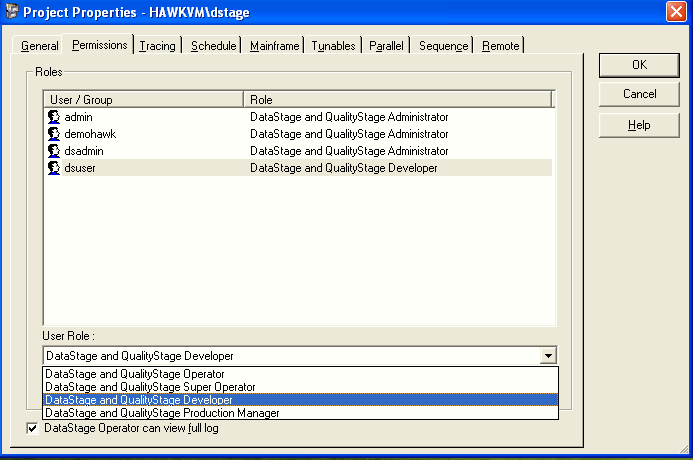 Project Properties - HAWKVM\dstage
General Permissions Tracing Schedule Mainframe Tunables Parallel Sequence Remote
Roles
User / Group Role
admin DataStage and QualityStage Administrator
demohawk DataStage and QualityStage Administrator
dsadmin DataStage and QualityStage Administrator
dsuser DataStage and QualityStage Developer
User Role :
DataStage and QualityStage Developer
DataStage and QualityStage Operator
DataStage and QualityStage Super Operator
DataStage and QualityStage Developer
DataStage and QualityStage Production Manager
DataStage Operator can view full log
OK
Cancel
Help